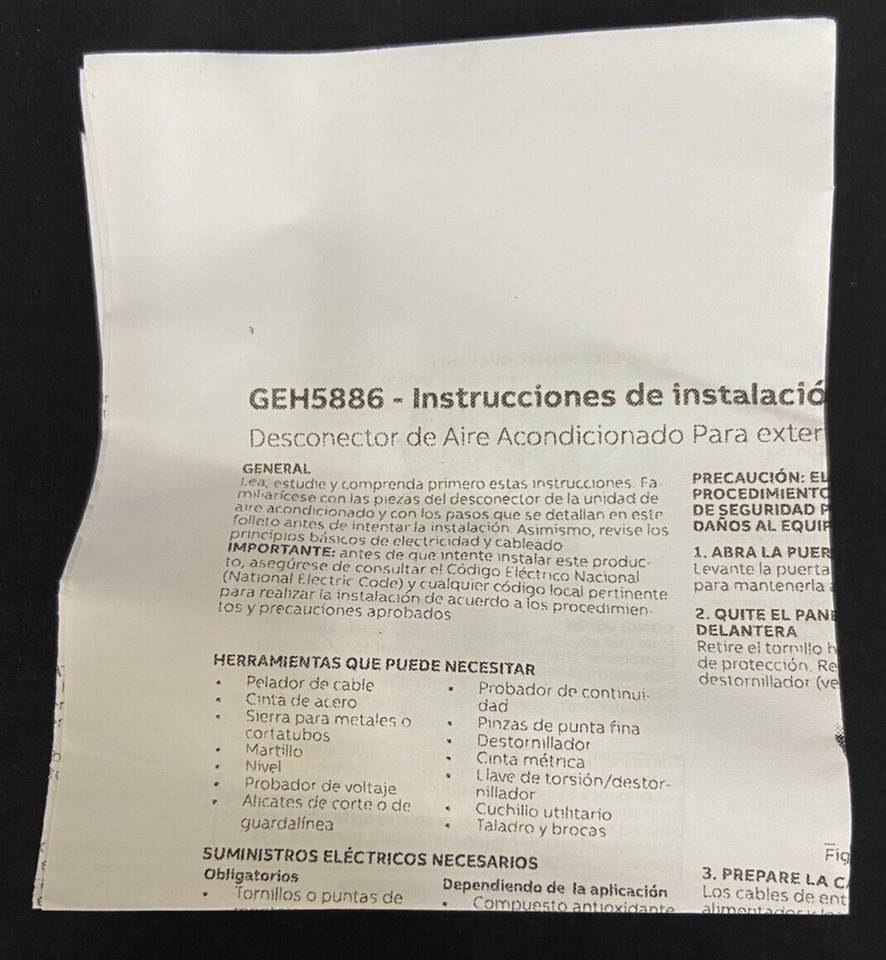 GEH5886 - Instrucciones de instalació
Desconector de Aire Acondicionado Para exter
GENERAL
Lea, estudie y comprenda primero estas instrucciones. Fa-
miliarícese con las piezas del desconector de la unidad de
aire acondicionado y con los pasos que se detallan en este
folleto antes de intentar la instalación. Asimismo, revise los
principios básicos de electricidad y cableado
IMPORTANTE: antes de que intente instalar este produc-
to, asegúrese de consultar el Código Eléctrico Nacional
(National Electric Code) y cualquier código local pertinente
para realizar la instalación de acuerdo a los procedimien-
tos y precauciones aprobados
HERRAMIENTAS QUE PUEDE NECESITAR
• Pelador de cable
• Cinta de acero
• Sierra para metales o
cortatubos
• Martillo
• Nivel
• Probador de voltaje
• Alicates de corte o de
guardalínea
• Probador de continui-
dad
• Pinzas de punta fina
• Destornillador
• Cinta métrica
• Llave de torsión/destor-
nillador
• Cuchillo utilitario
• Taladro y brocas
SUMINISTROS ELÉCTRICOS NECESARIOS
Obligatorios
• Tornillos o puntas de
Dependiendo de la aplicación
• Compuesto antioxidante
PRECAUCIÓN: EL
PROCEDIMIENTO
DE SEGURIDAD P
DAÑOS AL EQUIP
1. ABRA LA PUER
Levante la puerta
para mantenerla a
2. QUITE EL PANE
DELANTERA
Retire el tornillo h
de protección. Re
destornillador (ve
Fig
3. PREPARE LA CA
Los cables de ent
alimentador y los